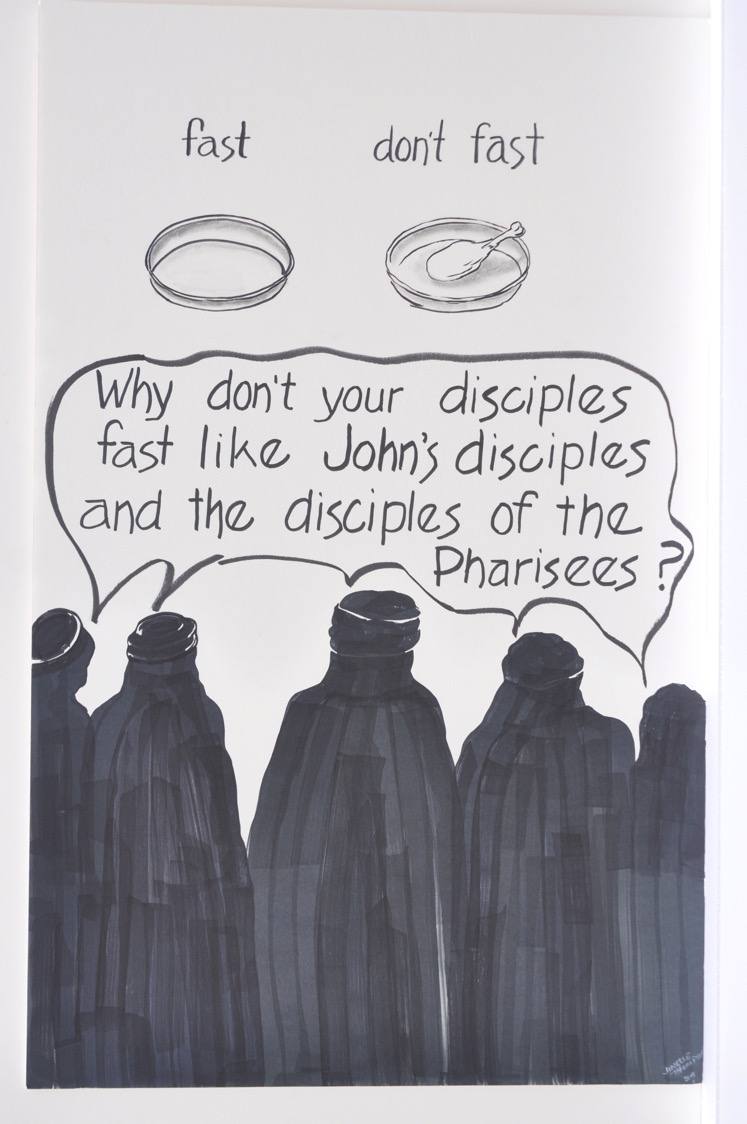 fast
don't fast
Why don't your disciples
fast like John's disciples
and the disciples of the
Pharisees?